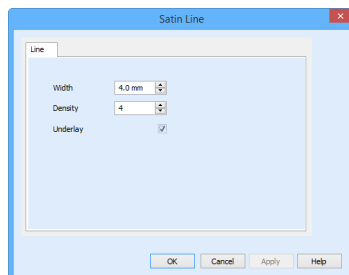 Satin Line
Line
Width 4.0 mm
Density 4
Underlay
OK Cancel Apply Help